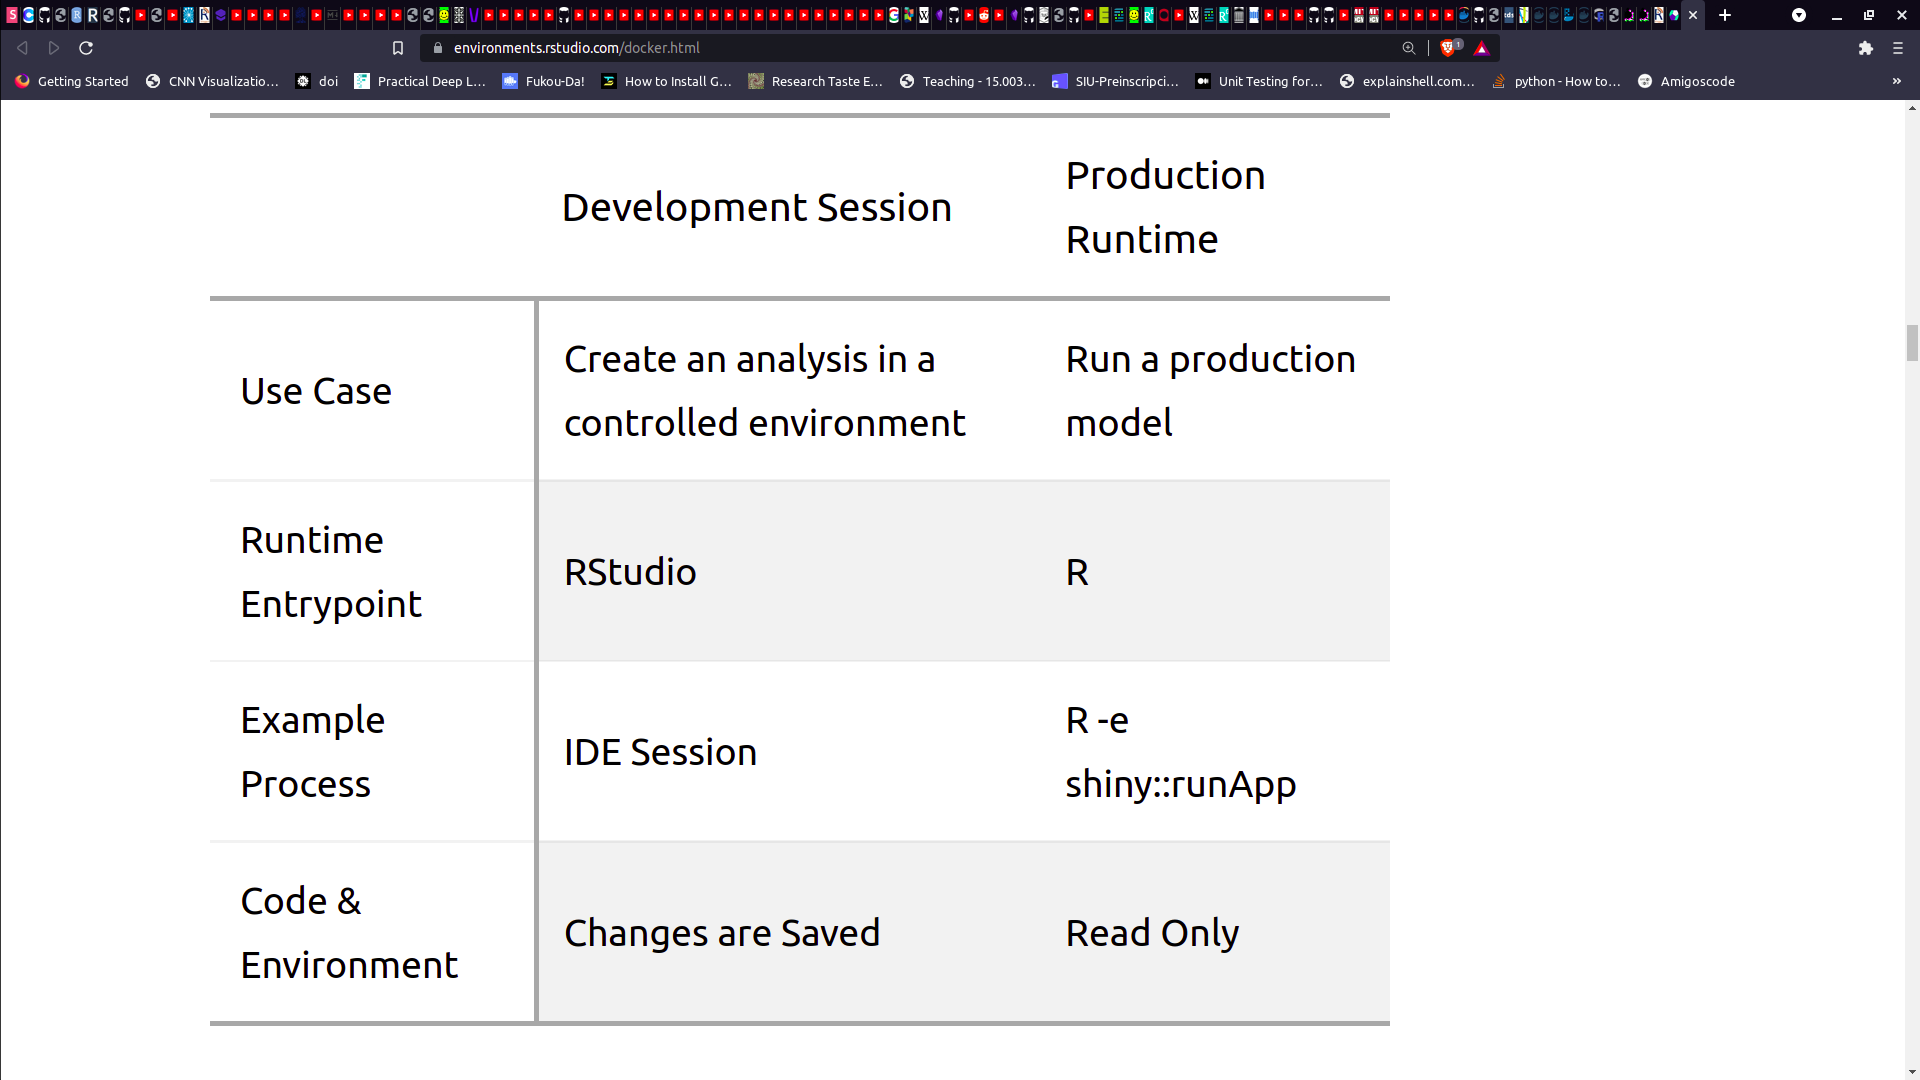 environments.rstudio.com/docker.html
1
Getting Started
CNN Visualizatio...
doi
Practical Deep L...
Fukou-Da!
How to Install G...
Research Taste E...
Teaching - 15.003...
SIU-Preinscripci...
Unit Testing for...
explainshell.com...
python - How to...
Amigoscode
Development Session
Production
Runtime
Use Case
Create an analysis in a
controlled environment
Run a production
model
Runtime
Entrypoint
RStudio
R
Example
Process
IDE Session
R -e
shiny::runApp
Code &
Environment
Changes are Saved
Read Only